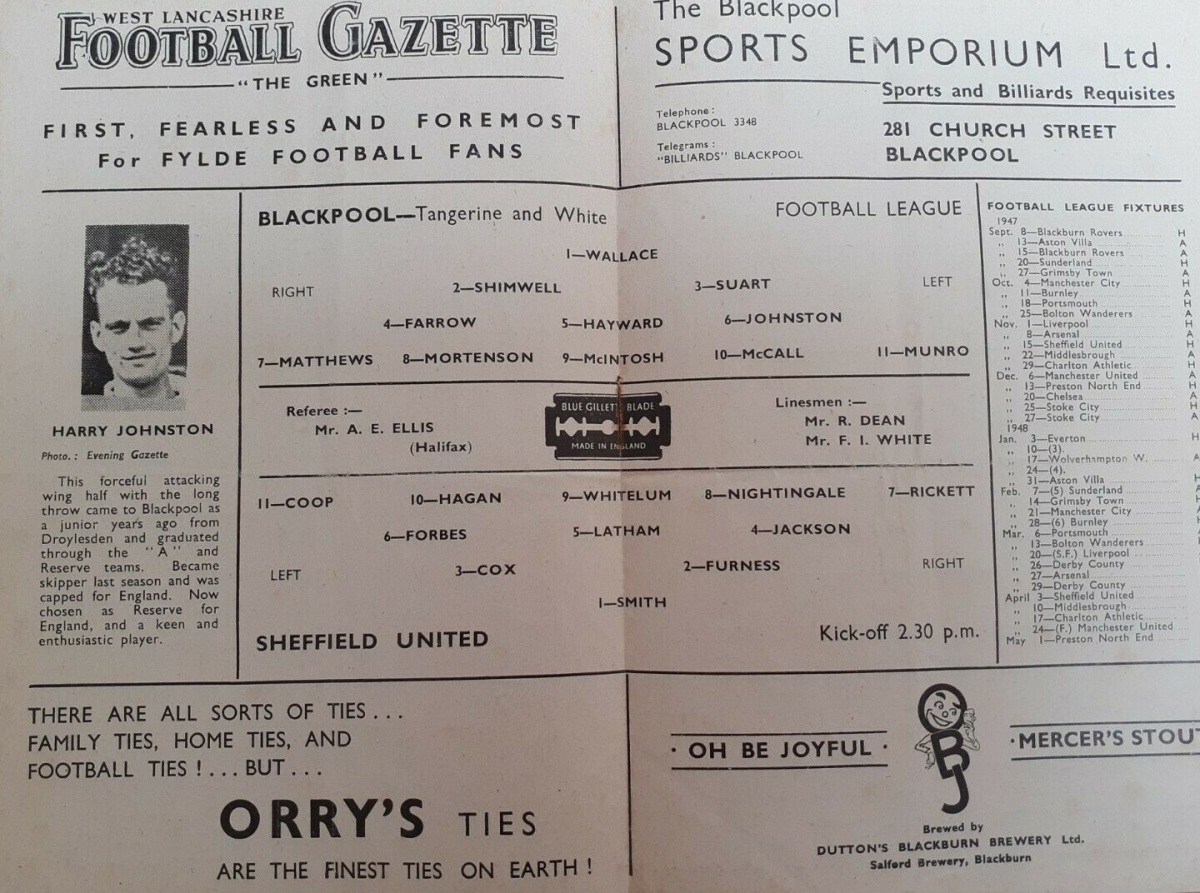 WEST LANCASHIRE
FOOTBALL GAZETTE
"THE GREEN"
FIRST, FEARLESS AND FOREMOST
For FYLDE FOOTBALL FANS
The Blackpool
SPORTS EMPORIUM Ltd.
Sports and Billiards Requisites
Telephone :
BLACKPOOL 3348
Telegrams :
"BILLIARDS" BLACKPOOL
281 CHURCH STREET
BLACKPOOL
HARRY JOHNSTON
Photo. : Evening Gazette
This forceful attacking
wing half with the long
throw came to Blackpool as
a junior years ago from
Droylesden and graduated
through the "A" and
Reserve teams. Became
skipper last season and was
capped for England. Now
chosen as Reserve for
England, and a keen and
enthusiastic player.
BLACKPOOL—Tangerine and White
FOOTBALL LEAGUE
1—WALLACE
RIGHT 2—SHIMWELL 3—SUART LEFT
4—FARROW 5—HAYWARD 6—JOHNSTON
7—MATTHEWS 8—MORTENSON 9—McINTOSH 10—McCALL 11—MUNRO
Referee :—
Mr. A. E. ELLIS
(Halifax)
BLUE GILLETTE BLADE
MADE IN ENGLAND
Linesmen :—
Mr. R. DEAN
Mr. F. I. WHITE
11—COOP 10—HAGAN 9—WHITELUM 8—NIGHTINGALE 7—RICKETT
6—FORBES 5—LATHAM 4—JACKSON
LEFT 3—COX 2—FURNESS RIGHT
1—SMITH
SHEFFIELD UNITED
Kick-off 2.30 p.m.
FOOTBALL LEAGUE FIXTURES
1947
Sept. 8—Blackburn Rovers H
,, 13—Aston Villa A
,, 15—Blackburn Rovers A
,, 20—Sunderland H
,, 27—Grimsby Town A
Oct. 4—Manchester City H
,, 11—Burnley A
,, 18—Portsmouth H
,, 25—Bolton Wanderers A
Nov. 1—Liverpool H
,, 8—Arsenal A
,, 15—Sheffield United H
,, 22—Middlesbrough A
,, 29—Charlton Athletic H
Dec. 6—Manchester United A
,, 13—Preston North End H
,, 20—Chelsea A
,, 25—Stoke City H
,, 27—Stoke City A
1948
Jan. 3—Everton H
,, 10—(3)
,, 17—Wolverhampton W. A
,, 24—(4)
,, 31—Aston Villa
Feb. 7—(5) Sunderland
,, 14—Grimsby Town
,, 21—Manchester City
,, 28—(6) Burnley
Mar. 6—Portsmouth
,, 13—Bolton Wanderers
,, 20—(S.F.) Liverpool
,, 26—Derby County
,, 27—Arsenal
,, 29—Derby County
April 3—Sheffield United
,, 10—Middlesbrough
,, 17—Charlton Athletic
,, 24—(F.) Manchester United
May 1—Preston North End
THERE ARE ALL SORTS OF TIES . . .
FAMILY TIES, HOME TIES, AND
FOOTBALL TIES ! . . . BUT . . .
ORRY'S TIES
ARE THE FINEST TIES ON EARTH !
· OH BE JOYFUL ·
OBJ
· MERCER'S STOUT
Brewed by
DUTTON'S BLACKBURN BREWERY Ltd.
Salford Brewery, Blackburn